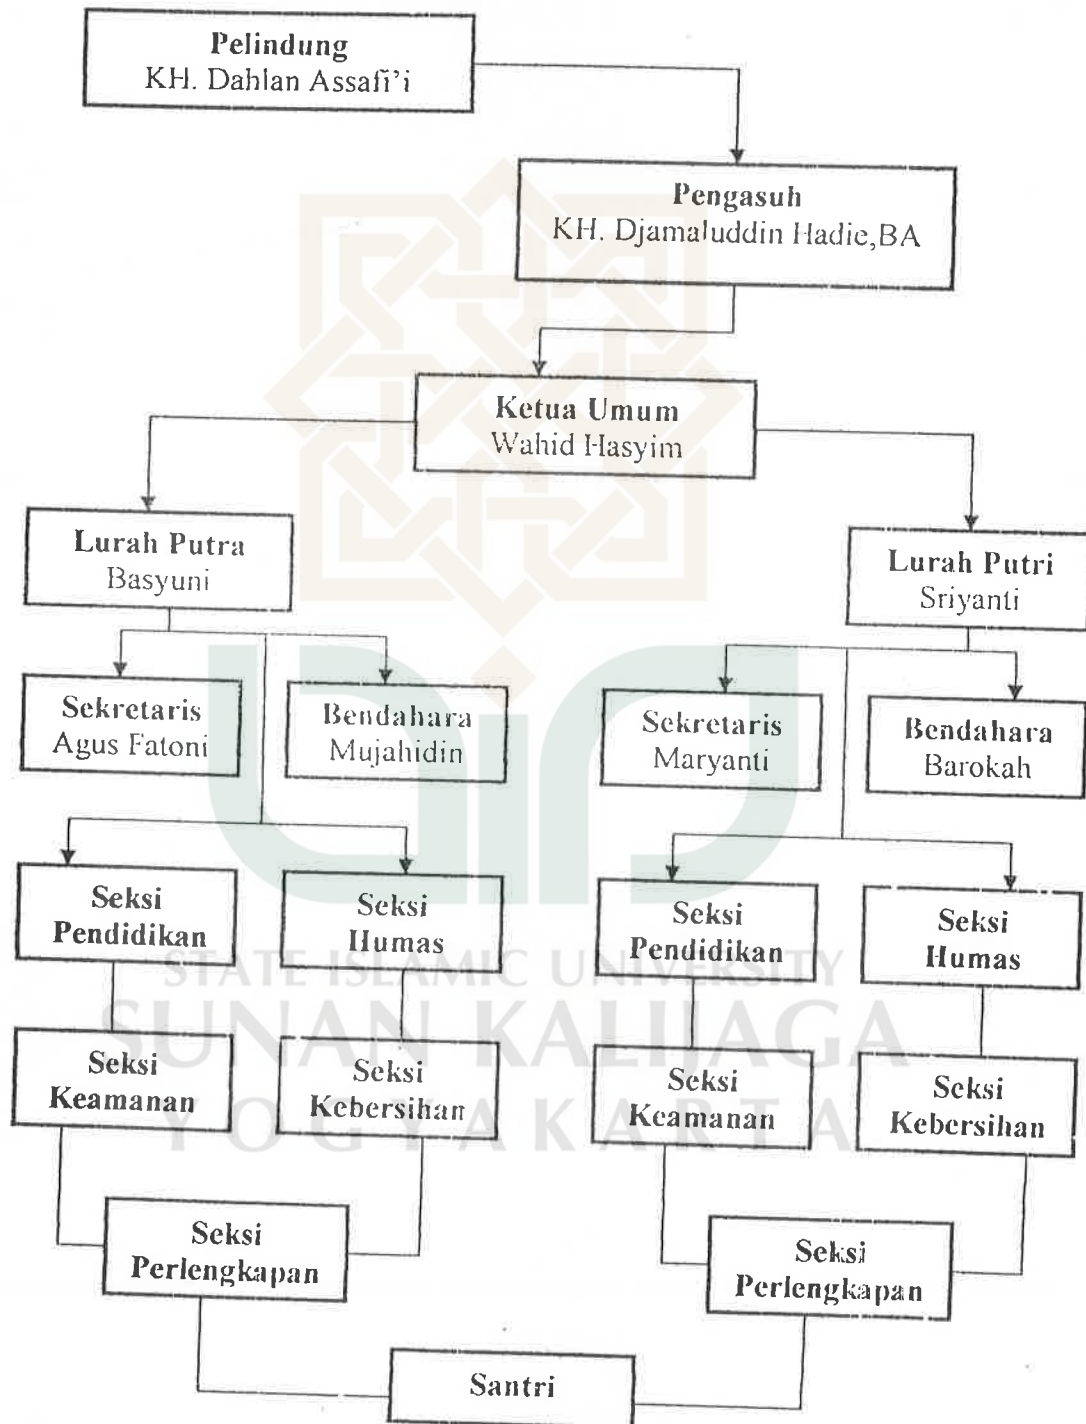 Pelindung
KH. Dahlan Assafi'i
Pengasuh
KH. Djamaluddin Hadie,BA
Ketua Umum
Wahid Hasyim
Lurah Putra
Basyuni
Lurah Putri
Sriyanti
Sekretaris
Agus Fatoni
Bendahara
Mujahidin
Sekretaris
Maryanti
Bendahara
Barokah
Seksi
Pendidikan
Seksi
Humas
Seksi
Pendidikan
Seksi
Humas
STATE ISLAMIC UNIVERSITY
SUNAN KALIJAGA
YOGYAKARTA
Seksi
Keamanan
Seksi
Kebersihan
Seksi
Keamanan
Seksi
Kebersihan
Seksi
Perlengkapan
Seksi
Perlengkapan
Santri